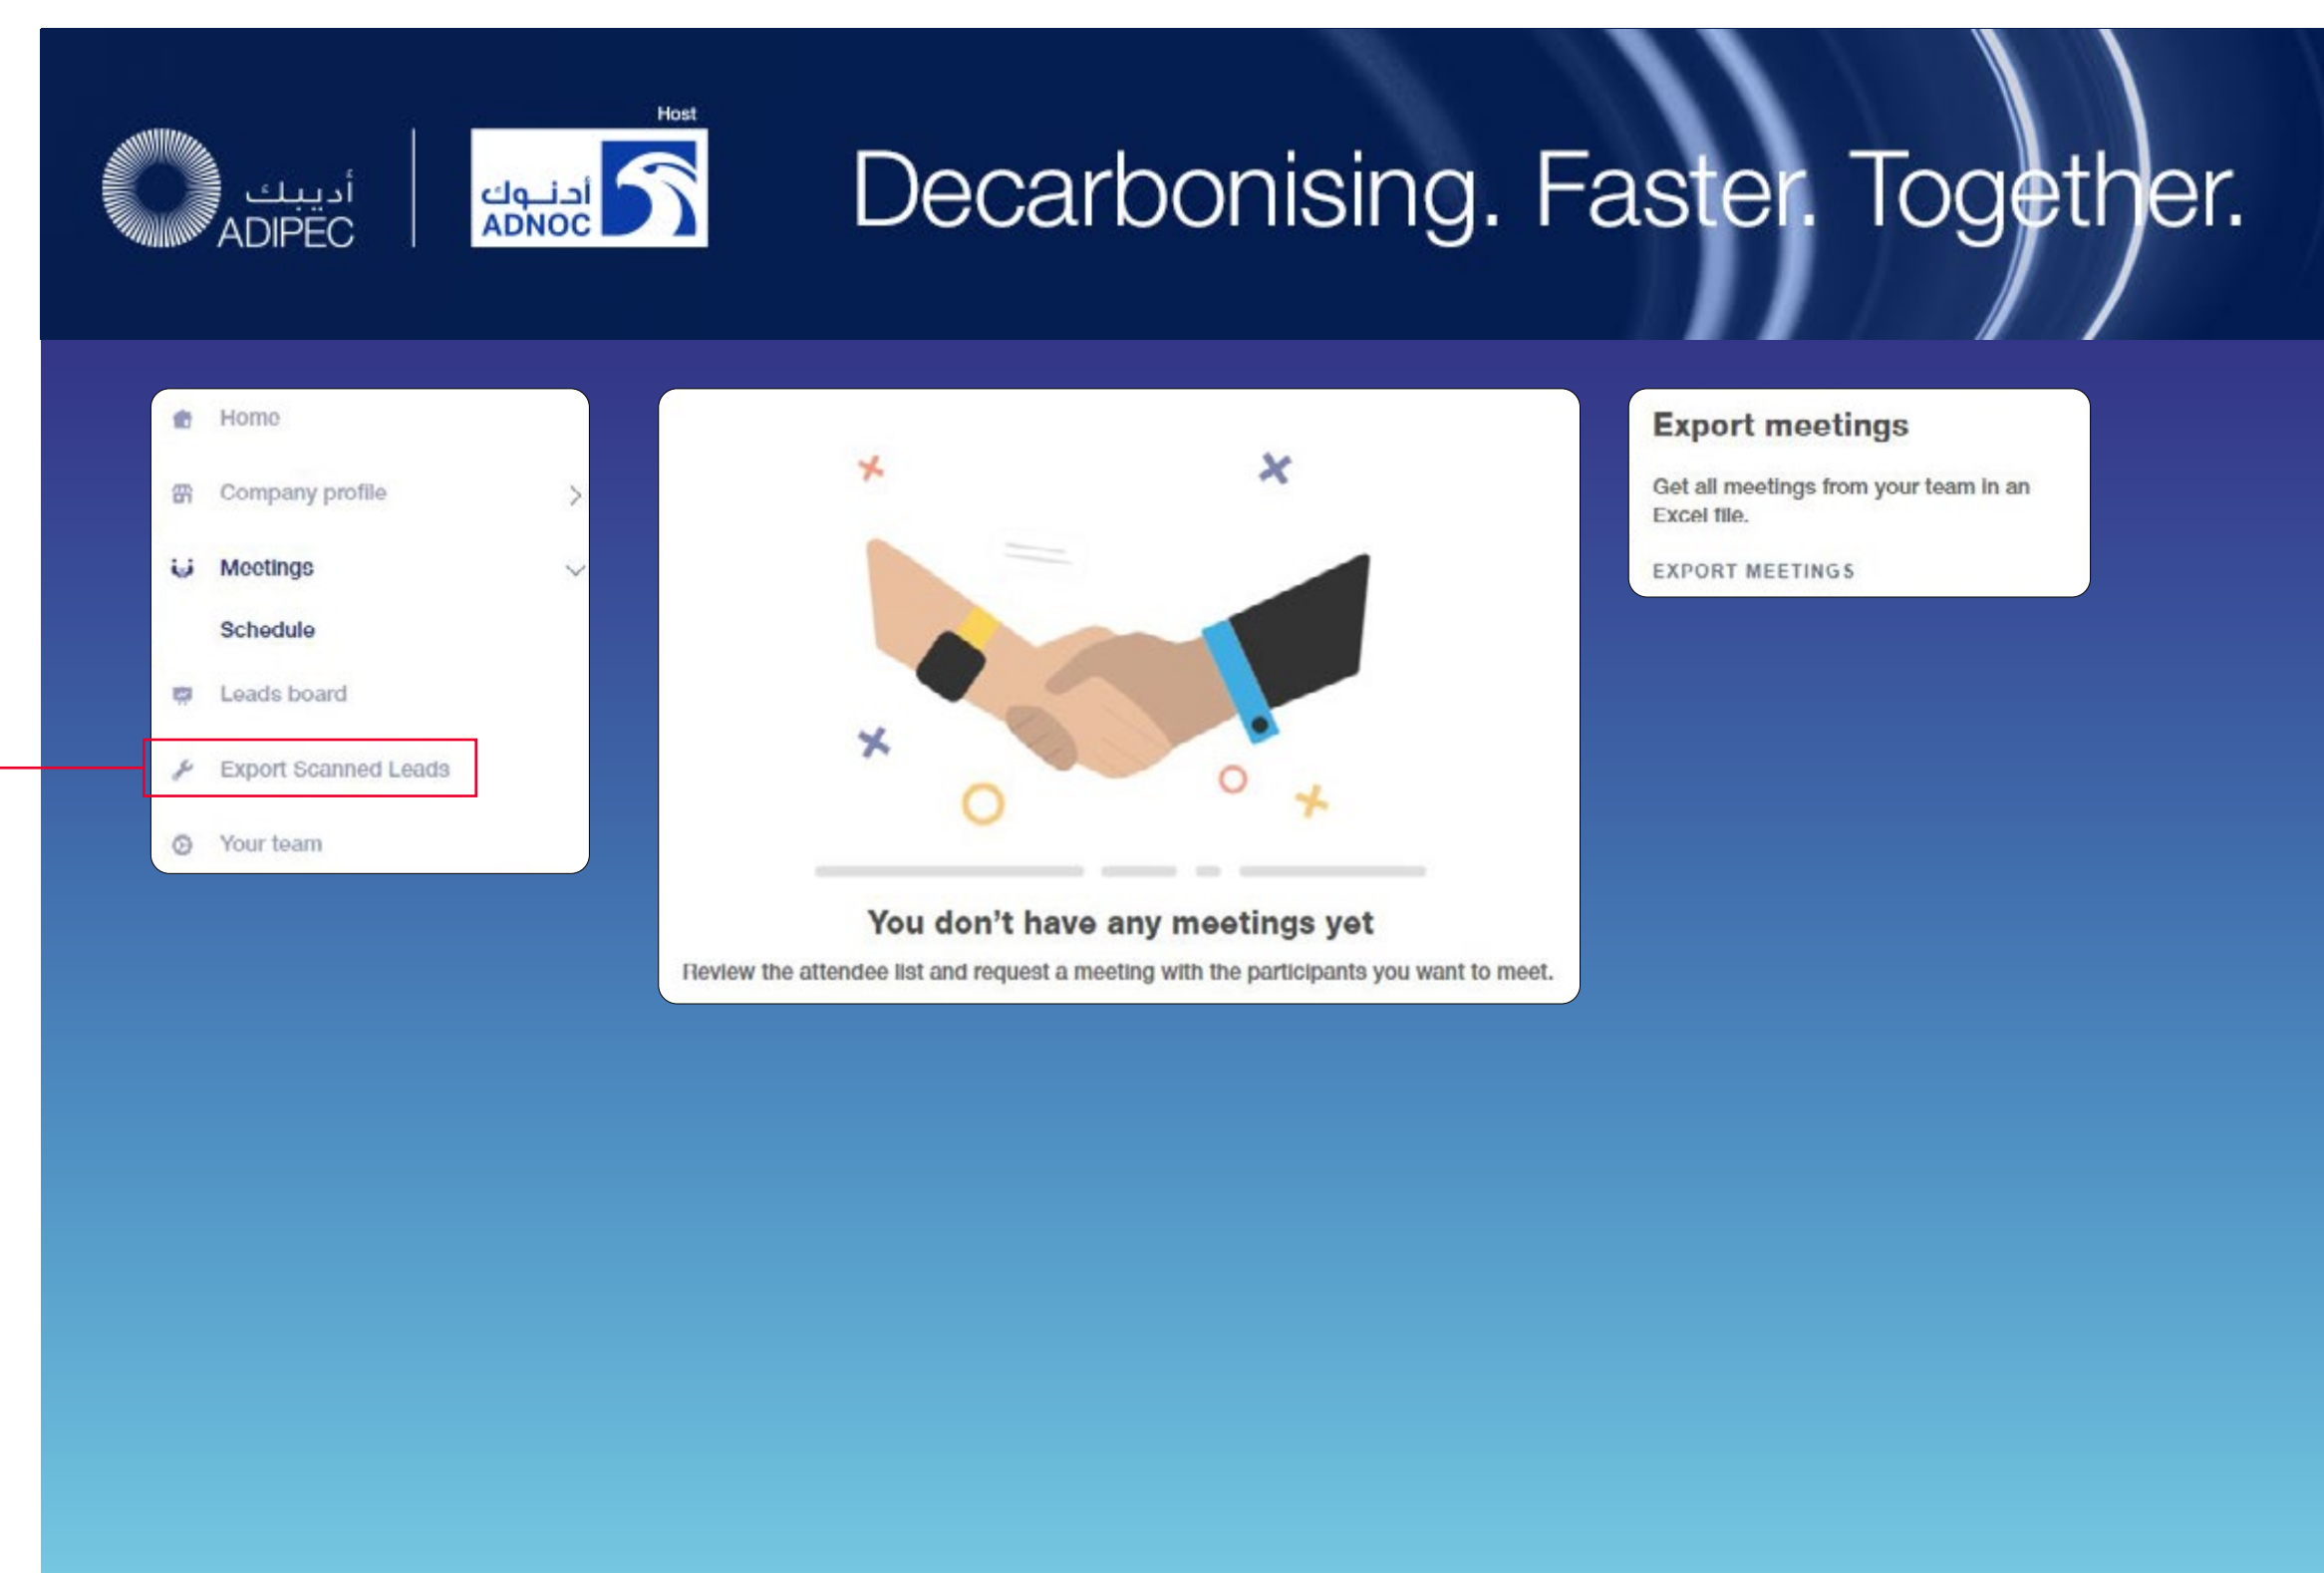 Host
أديبك
ADIPEC
أدنوك
ADNOC
Decarbonising. Faster. Together.
Home
Company profile
Meetings
Schedule
Leads board
Export Scanned Leads
Your team
You don't have any meetings yet
Review the attendee list and request a meeting with the participants you want to meet.
Export meetings
Get all meetings from your team in an
Excel file.
EXPORT MEETINGS